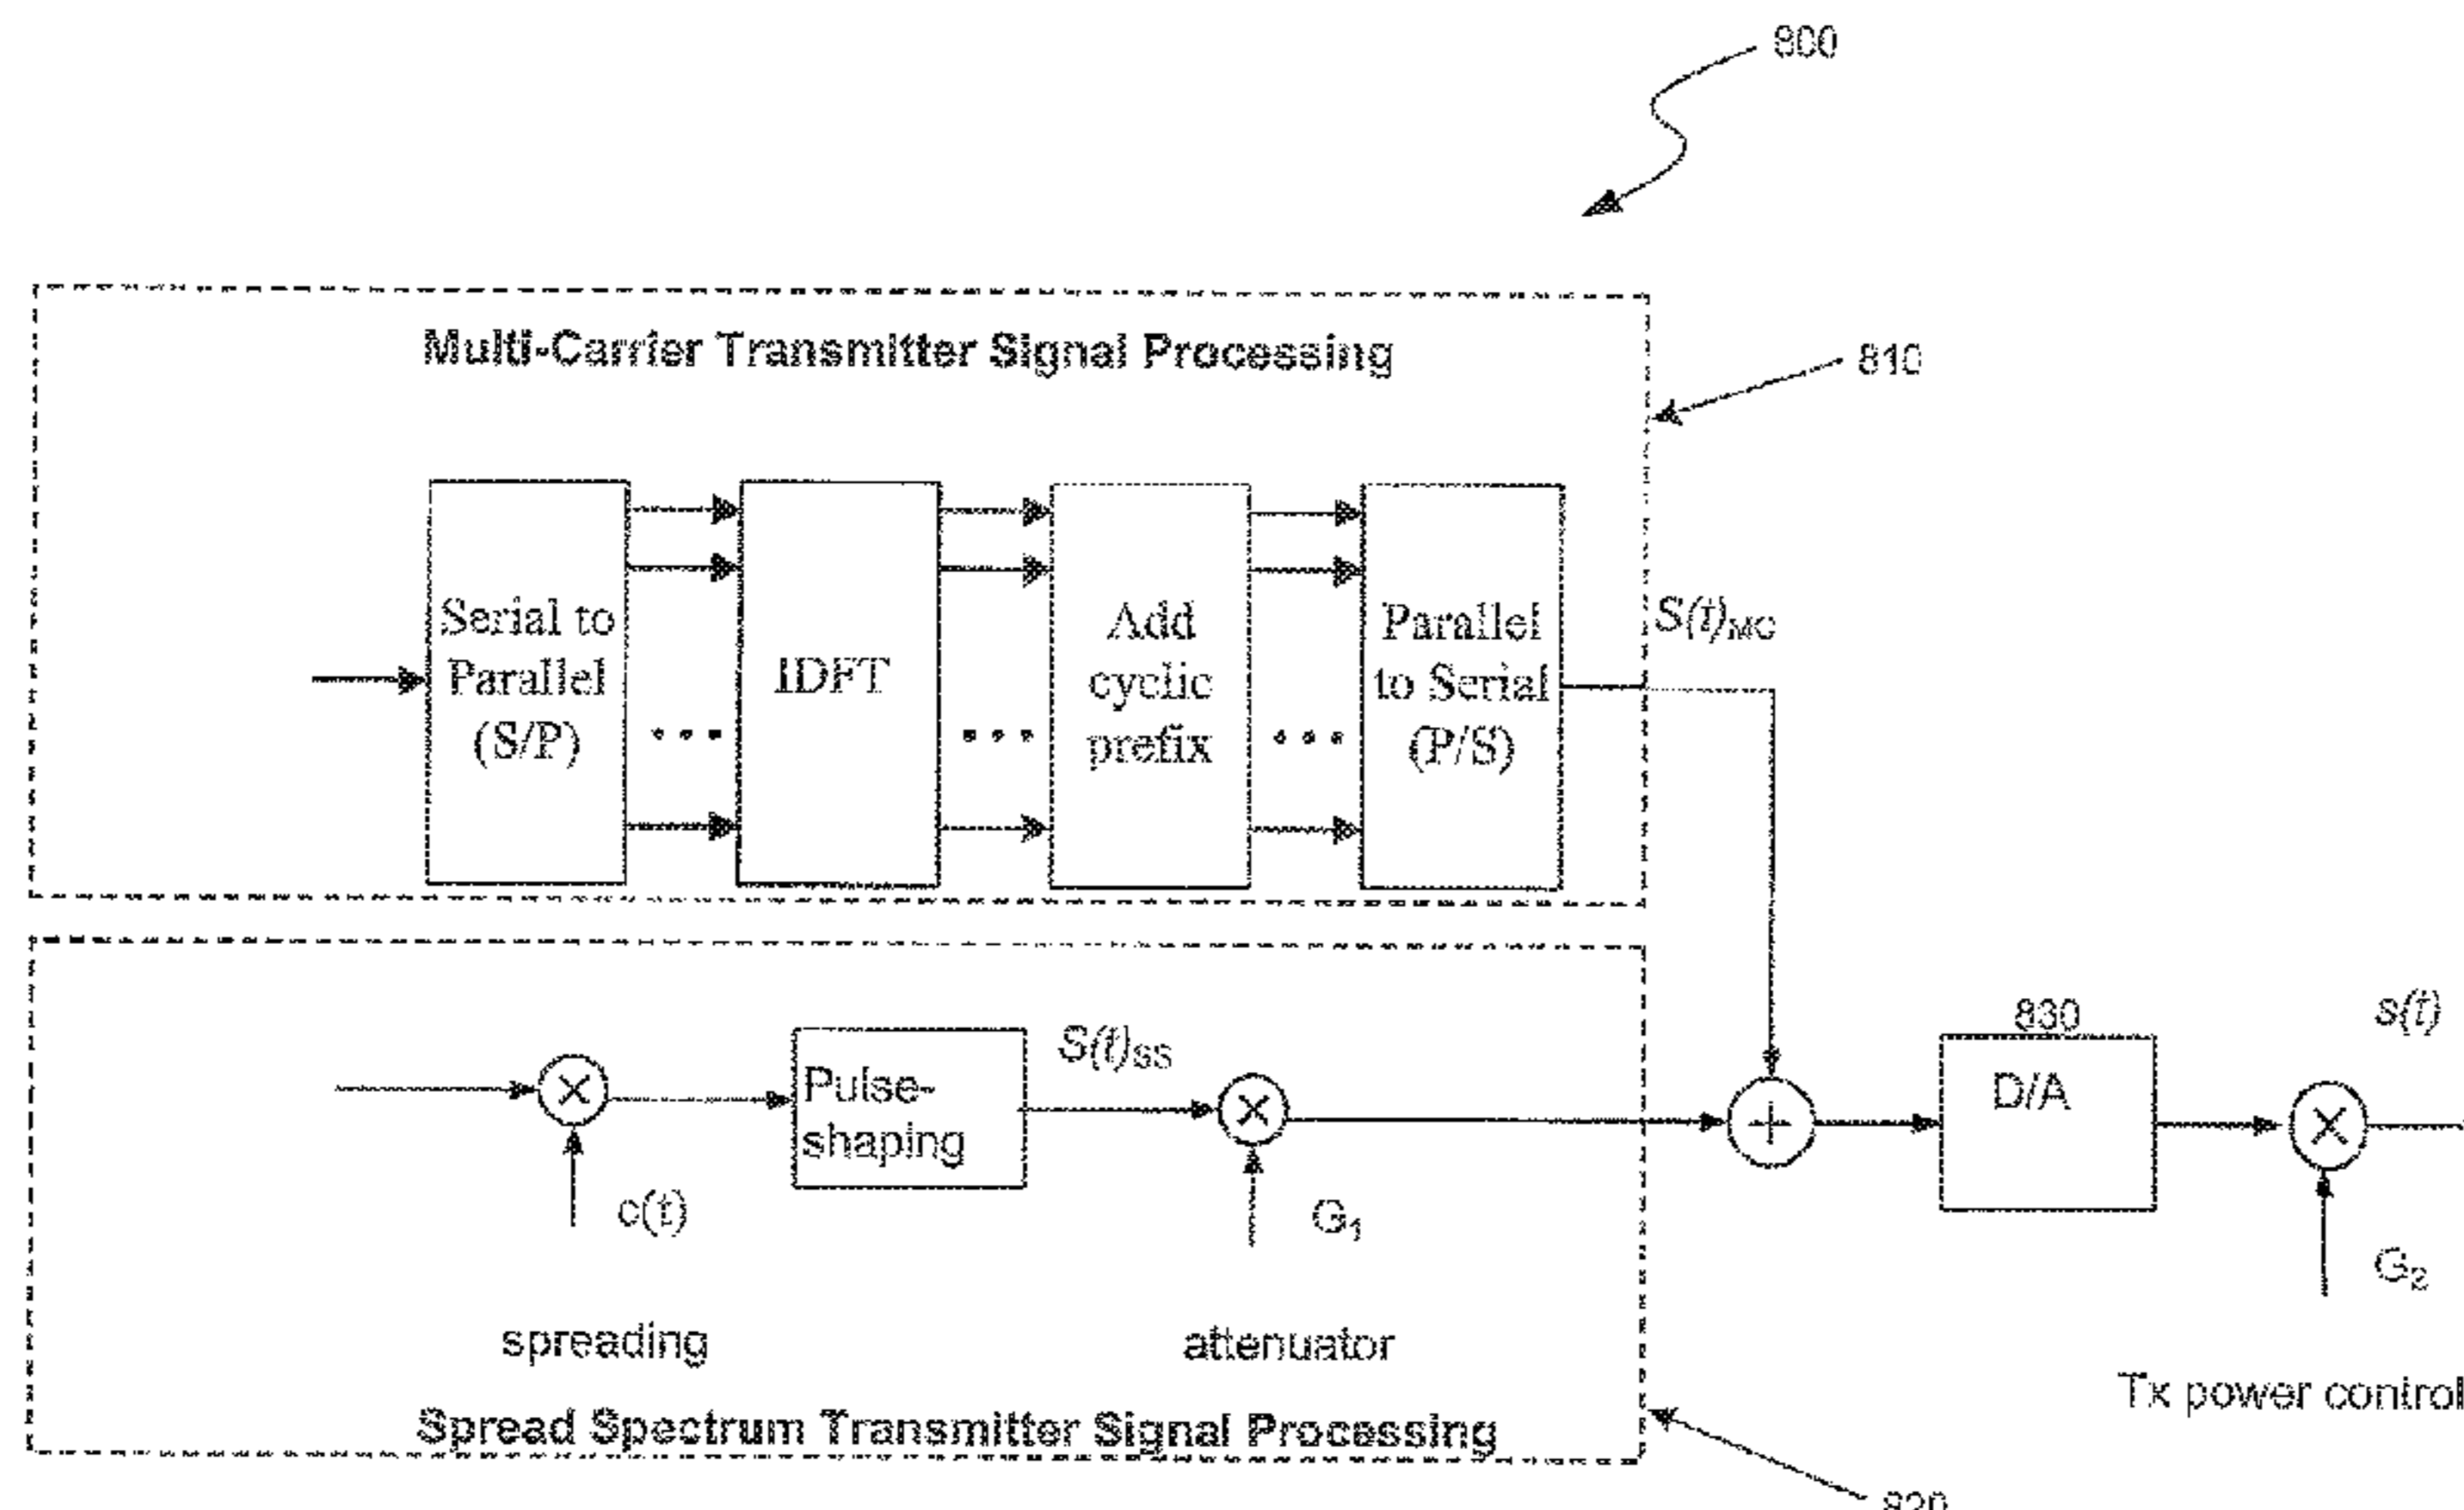 800
Multi-Carrier Transmitter Signal Processing
810
Serial to
Parallel
(S/P)
IDFT
Add
cyclic
prefix
Parallel
to Serial
(P/S)
S(t)MC
Pulse-
shaping
S(t)SS
c(t)
G1
830
D/A
s(t)
G2
spreading
attenuator
Tx power control
Spread Spectrum Transmitter Signal Processing
820